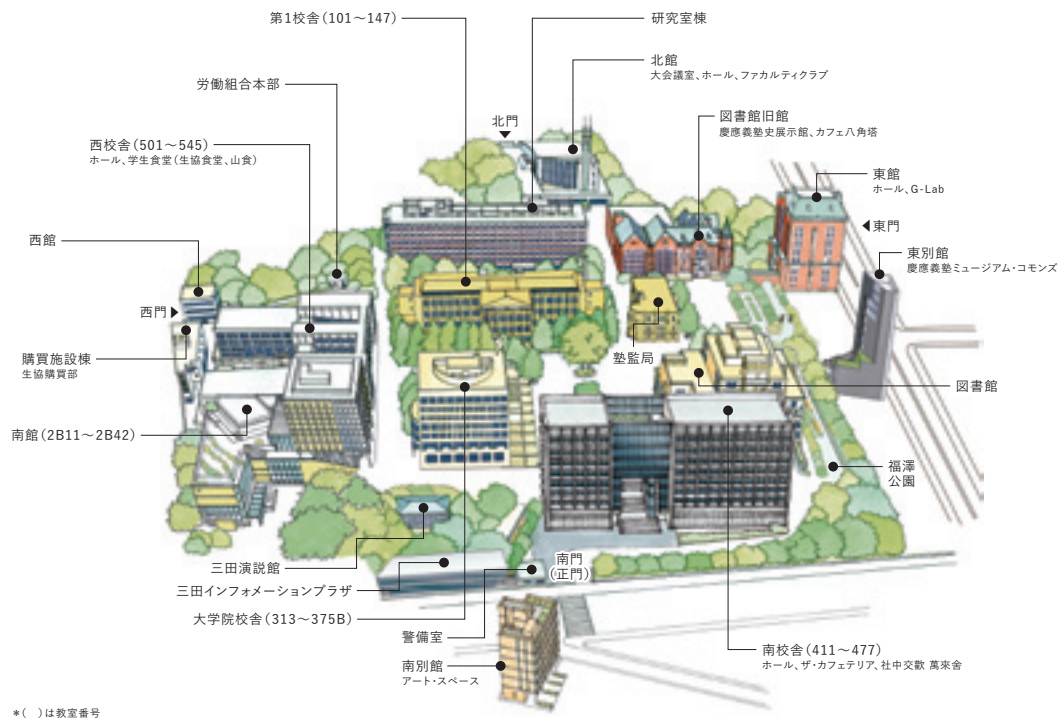 第1校舎(101〜147)
研究室棟
北館
大会議室、ホール、ファカルティクラブ
労働組合本部
北門
図書館旧館
慶應義塾史展示館、カフェ八角塔
西校舎(501〜545)
ホール、学生食堂(生協食堂、山食)
東館
ホール、G-Lab
東門
西館
東別館
慶應義塾ミュージアム・コモンズ
西門
購買施設棟
生協購買部
塾監局
図書館
南館(2B11〜2B42)
福澤
公園
三田演説館
南門
(正門)
三田インフォメーションプラザ
大学院校舎(313〜375B)
警備室
南校舎(411〜477)
ホール、ザ・カフェテリア、社中交歡 萬來舍
南別館
アート・スペース
*( )は教室番号